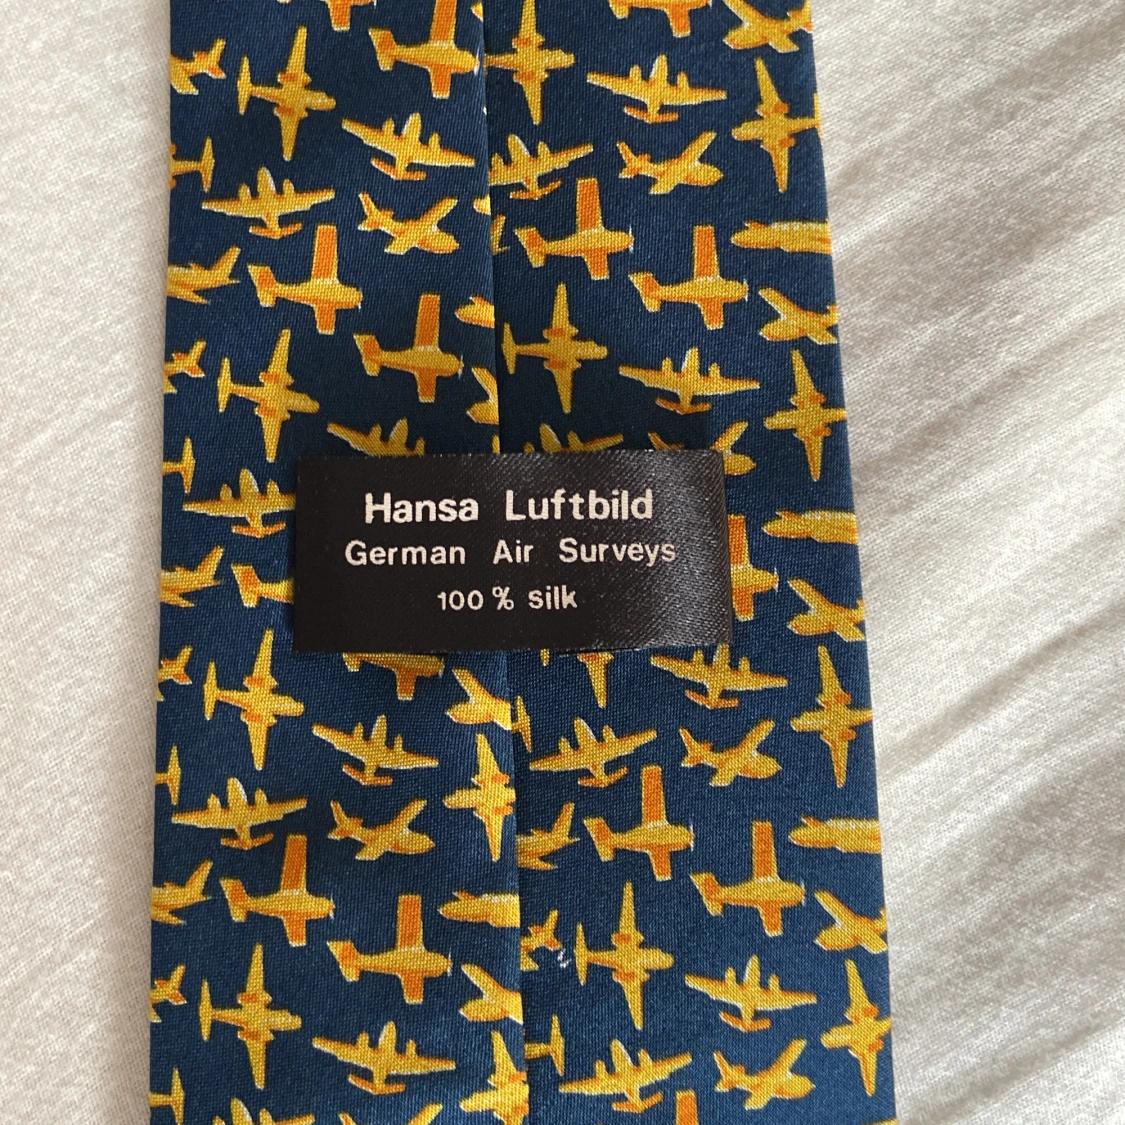 Hansa Luftbild
German Air Surveys
100 % silk